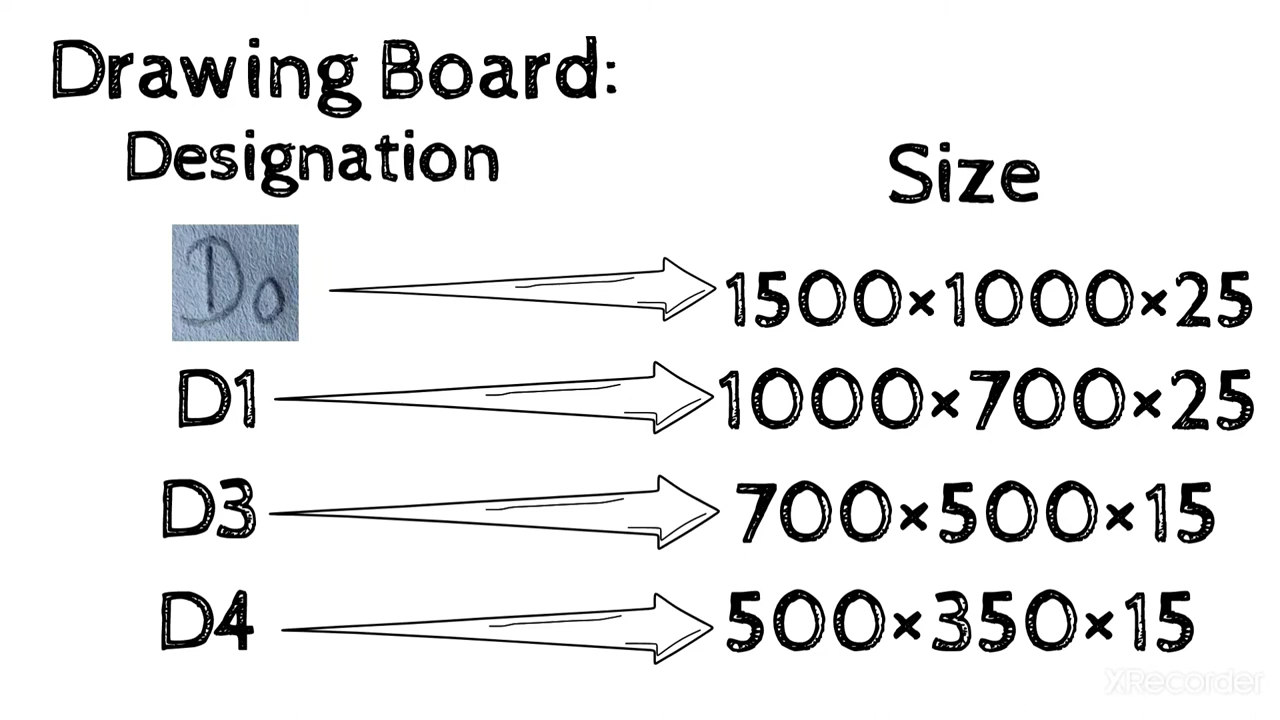 Drawing Board:
Designation Size
Do 1500×1000×25
D1 1000×700×25
D3 700×500×15
D4 500×350×15
XRecorder